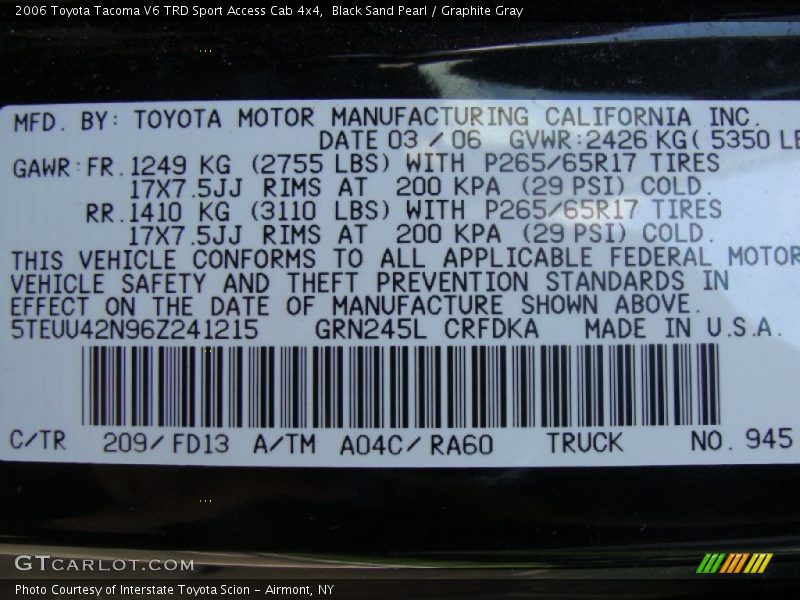 2006 Toyota Tacoma V6 TRD Sport Access Cab 4x4,  Black Sand Pearl / Graphite Gray
MFD. BY: TOYOTA MOTOR MANUFACTURING CALIFORNIA INC.
DATE 03 / 06  GVWR:2426 KG( 5350 LB
GAWR:FR.1249 KG (2755 LBS) WITH P265/65R17 TIRES
17X7.5JJ RIMS AT  200 KPA (29 PSI) COLD.
RR.1410 KG (3110 LBS) WITH P265/65R17 TIRES
17X7.5JJ RIMS AT  200 KPA (29 PSI) COLD.
THIS VEHICLE CONFORMS TO ALL APPLICABLE FEDERAL MOTOR
VEHICLE SAFETY AND THEFT PREVENTION STANDARDS IN
EFFECT ON THE DATE OF MANUFACTURE SHOWN ABOVE.
5TEUU42N96Z241215  GRN245L CRFDKA  MADE IN U.S.A.
C/TR  209/FD13  A/TM  A04C/RA60  TRUCK  NO. 945
GTCARLOT.COM
Photo Courtesy of Interstate Toyota Scion - Airmont, NY